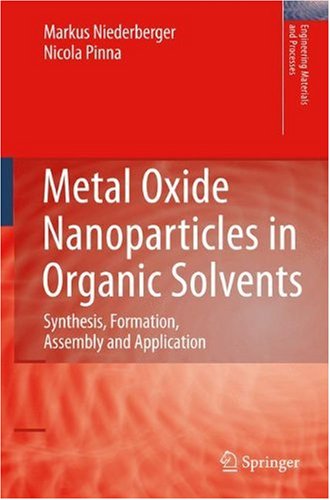 Markus Niederberger
Nicola Pinna
Engineering Materials
and Processes
Metal Oxide
Nanoparticles in
Organic Solvents
Synthesis, Formation,
Assembly and Application
Springer